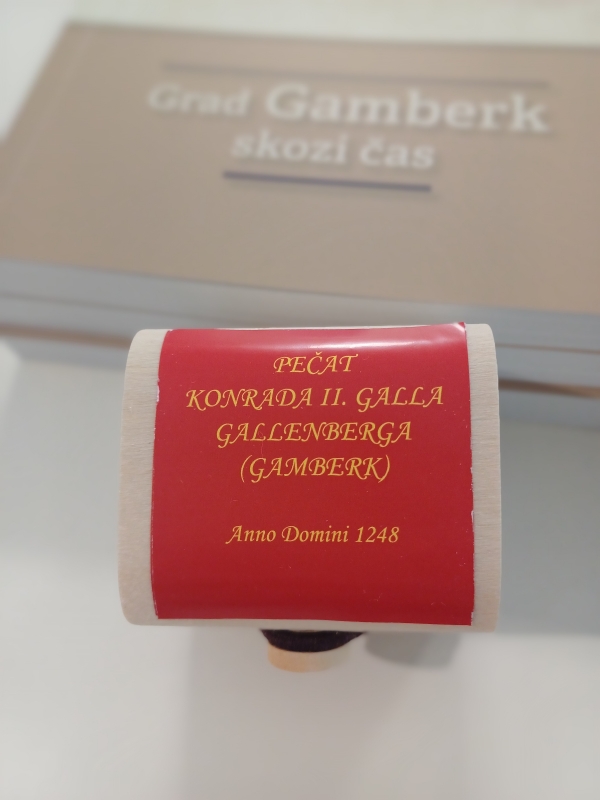 Grad Gamberk
skozi čas
PEČAT
KONRADA II. GALLA
GALLENBERGA
(GAMBERK)
Anno Domini 1248